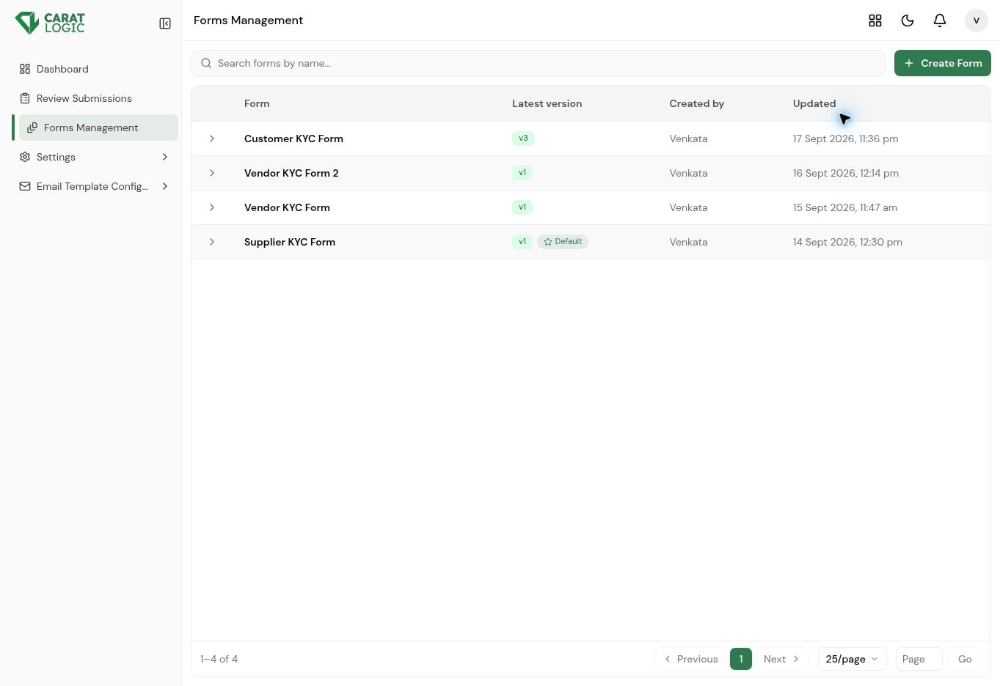 CARAT
LOGIC
Forms Management
V
Dashboard
Review Submissions
Forms Management
Settings
Email Template Config...
Search forms by name...
Create Form
Form Latest version Created by Updated
Customer KYC Form v3 Venkata 17 Sept 2026, 11:36 pm
Vendor KYC Form 2 v1 Venkata 16 Sept 2026, 12:14 pm
Vendor KYC Form v1 Venkata 15 Sept 2026, 11:47 am
Supplier KYC Form v1 Default Venkata 14 Sept 2026, 12:30 pm
1–4 of 4 Previous 1 Next 25/page Page Go